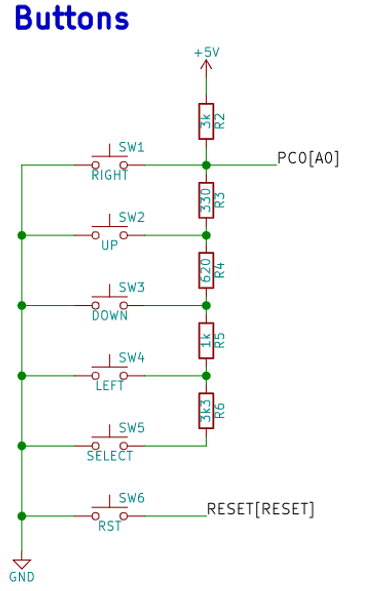 Buttons
+5V
3k R2
SW1
PC0[A0]
RIGHT
330 R3
SW2
UP
620 R4
SW3
DOWN
1k R5
SW4
LEFT
3k3 R6
SW5
SELECT
SW6
RESET[RESET]
RST
GND